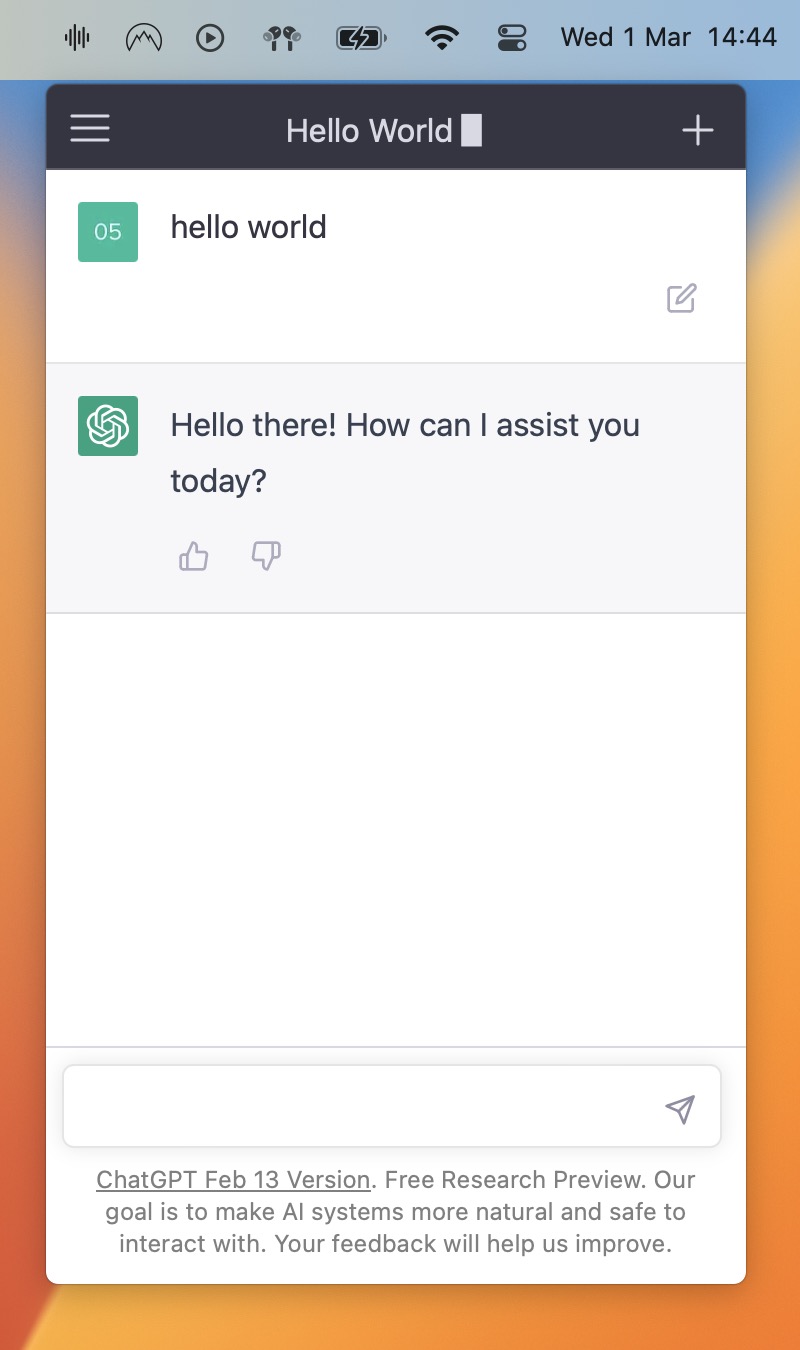 Wed 1 Mar 14:44
Hello World
05
hello world
Hello there! How can I assist you
today?
ChatGPT Feb 13 Version. Free Research Preview. Our
goal is to make AI systems more natural and safe to
interact with. Your feedback will help us improve.